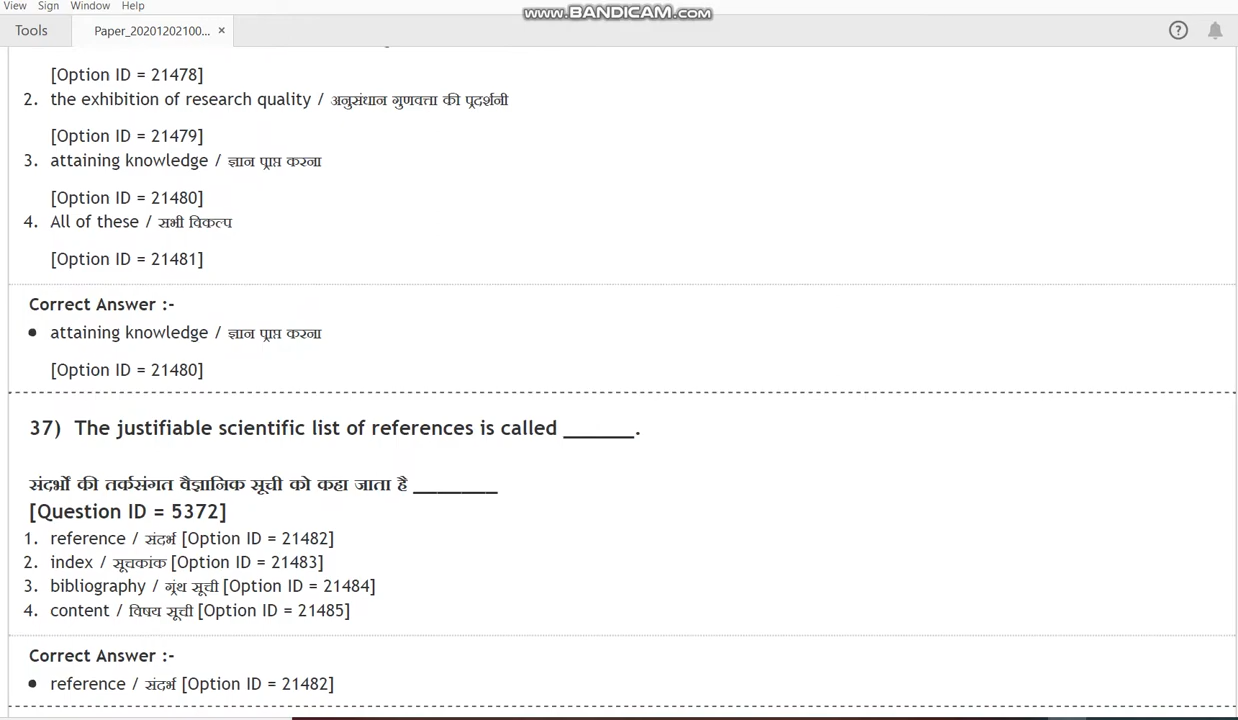 View Sign Window Help
www.BANDICAM.com
Tools Paper_20201202100... ×
[Option ID = 21478]
2. the exhibition of research quality / अनुसंधान गुणवत्ता की प्रदर्शनी
[Option ID = 21479]
3. attaining knowledge / ज्ञान प्राप्त करना
[Option ID = 21480]
4. All of these / सभी विकल्प
[Option ID = 21481]
Correct Answer :-
• attaining knowledge / ज्ञान प्राप्त करना
[Option ID = 21480]
37) The justifiable scientific list of references is called ______.
संदर्भों की तर्कसंगत वैज्ञानिक सूची को कहा जाता है ________
[Question ID = 5372]
1. reference / संदर्भ [Option ID = 21482]
2. index / सूचकांक [Option ID = 21483]
3. bibliography / ग्रंथ सूची [Option ID = 21484]
4. content / विषय सूची [Option ID = 21485]
Correct Answer :-
• reference / संदर्भ [Option ID = 21482]